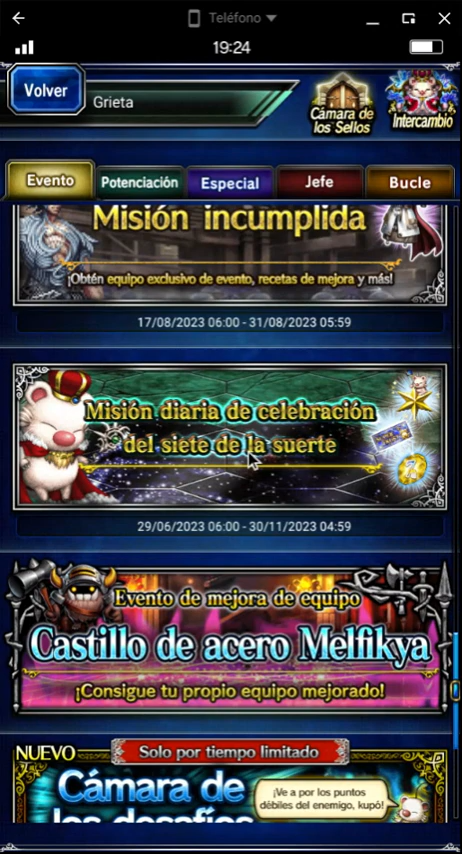 Teléfono
19:24
Volver
Grieta
Cámara de
los Sellos
Intercambio
Evento
Potenciación
Especial
Jefe
Bucle
Misión incumplida
¡Obtén equipo exclusivo de evento, recetas de mejora y más!
17/08/2023 06:00 - 31/08/2023 05:59
Misión diaria de celebración
del siete de la suerte
7
29/06/2023 06:00 - 30/11/2023 04:59
Evento de mejora de equipo
Castillo de acero Melfikya
¡Consigue tu propio equipo mejorado!
NUEVO
Solo por tiempo limitado
Cámara de
los desafíos
¡Ve a por los puntos
débiles del enemigo, kupó!